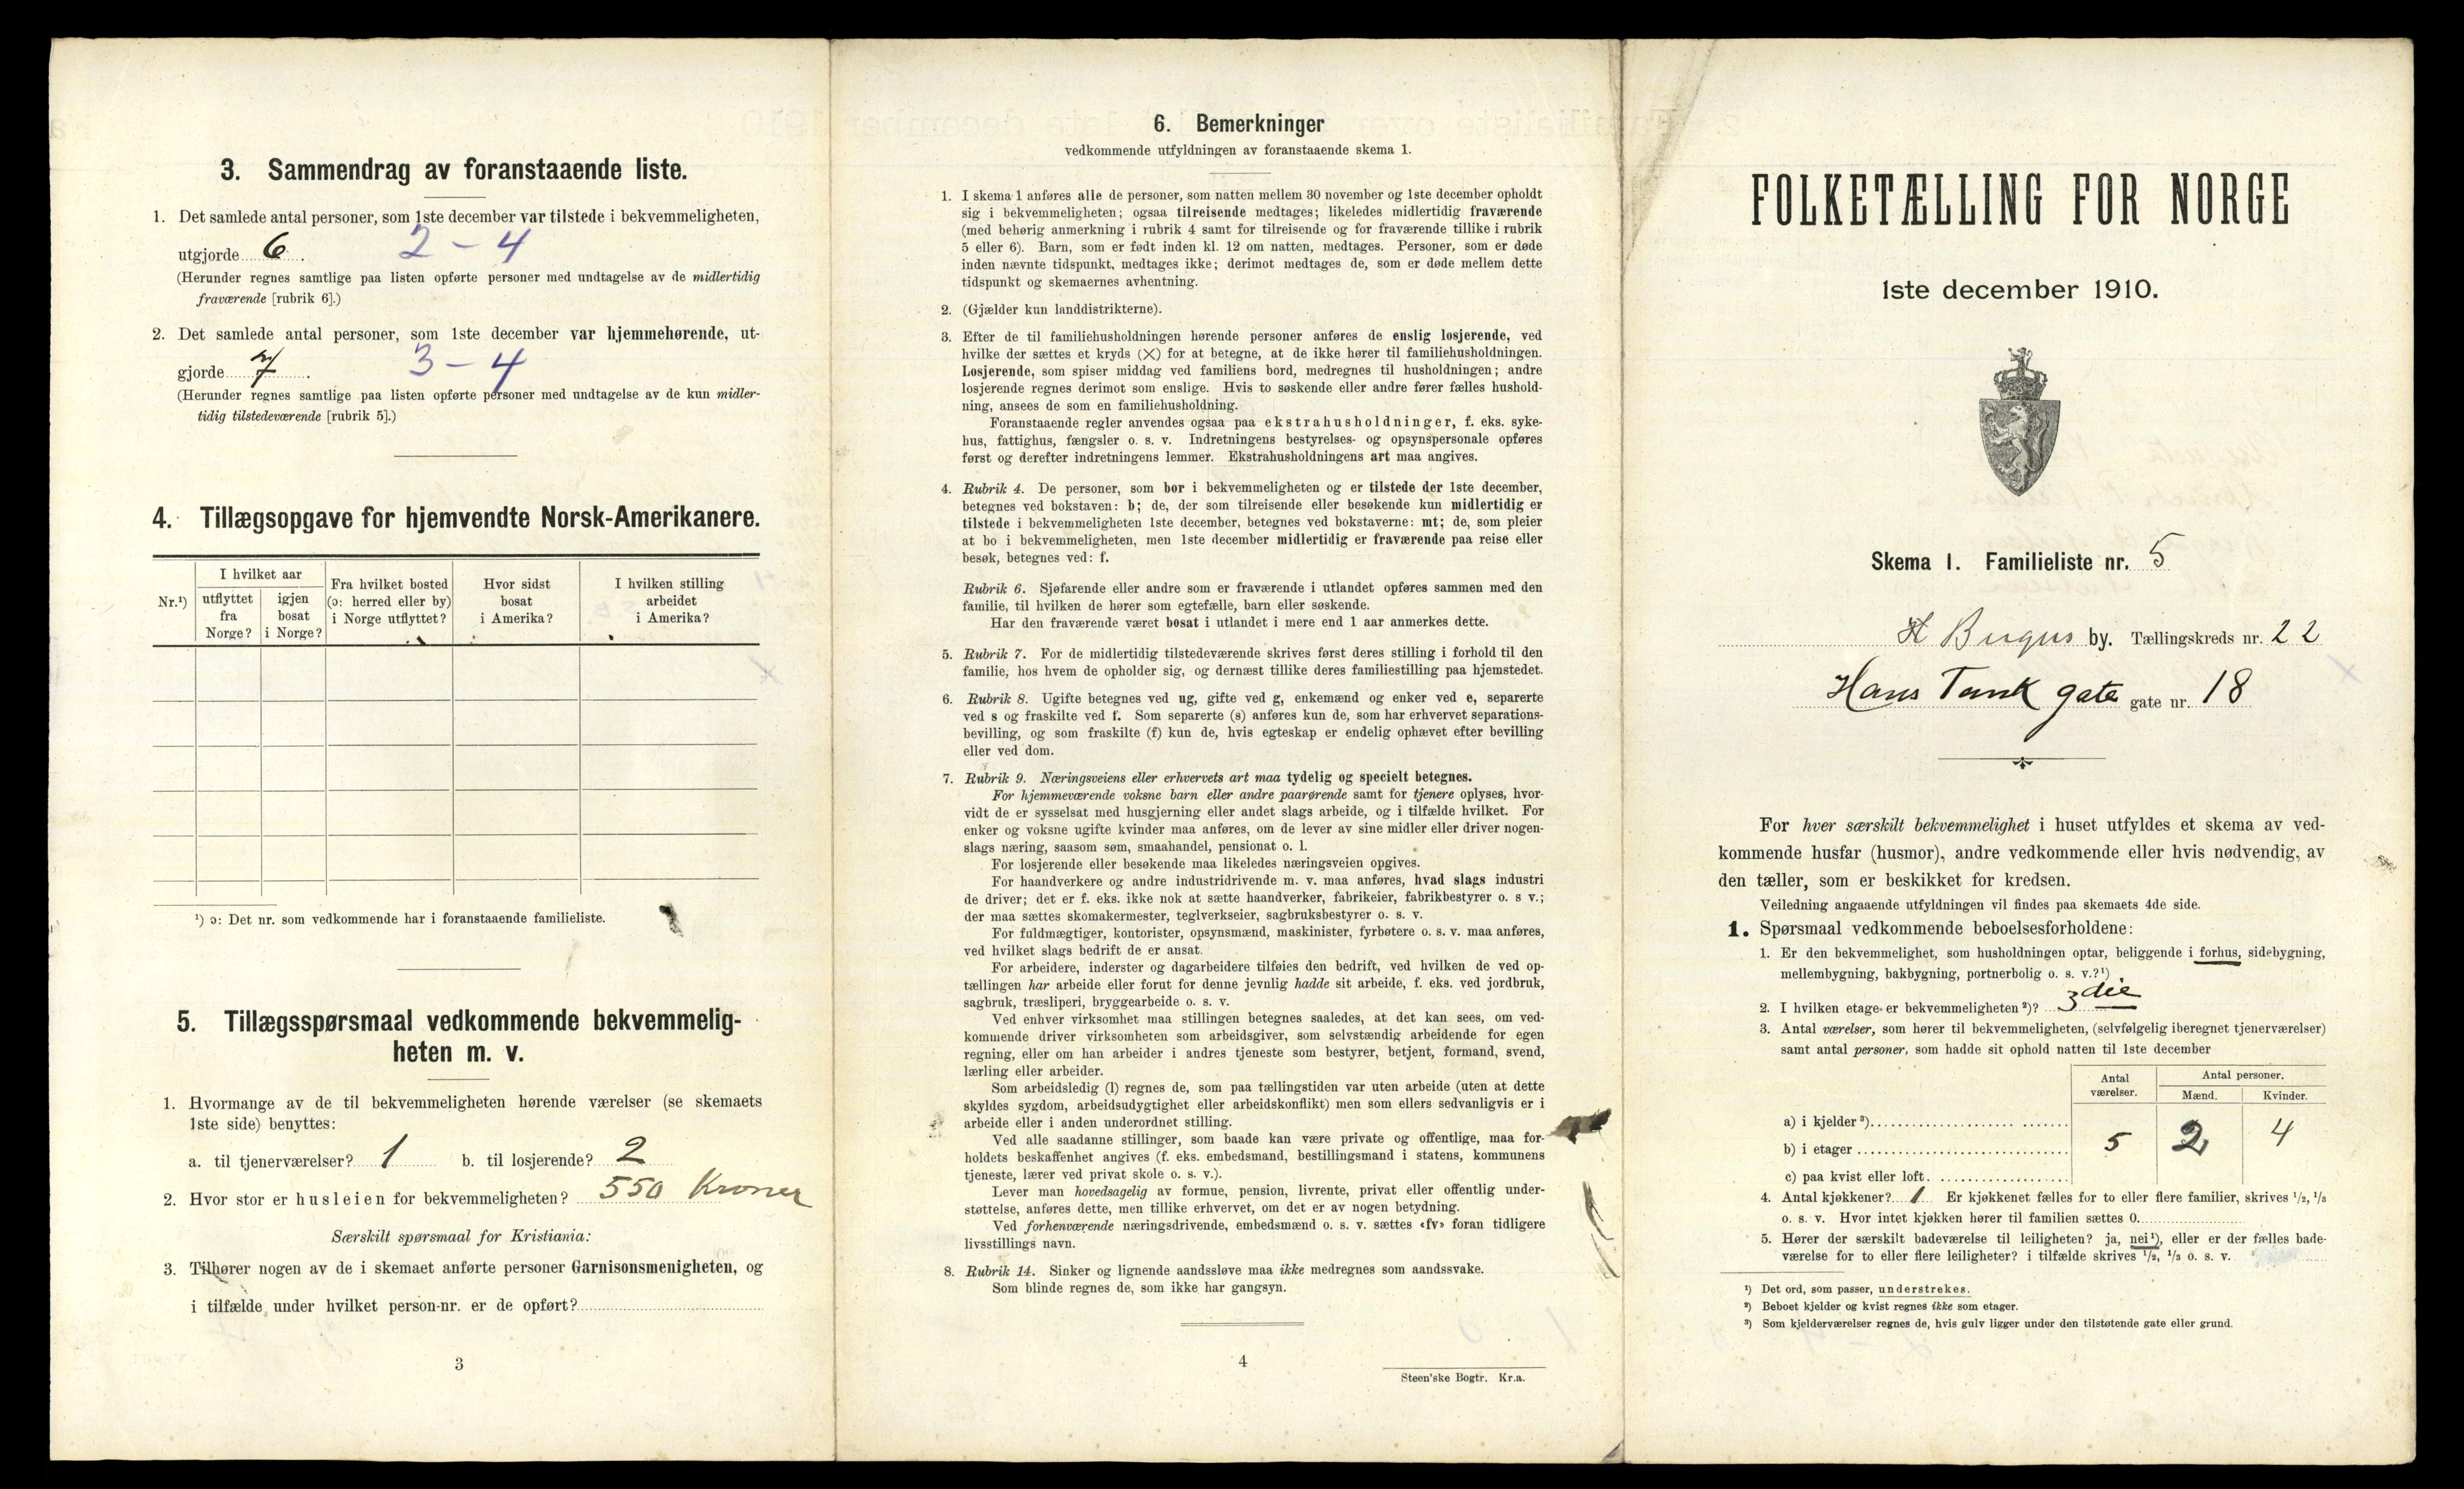 3. Sammendrag av foranstaaende liste.
1. Det samlede antal personer, som 1ste december var tilstede i bekvemmeligheten,
utgjorde 6. 2 – 4
(Herunder regnes samtlige paa listen opførte personer med undtagelse av de midlertidig
fraværende [rubrik 6].)
2. Det samlede antal personer, som 1ste december var hjemmehørende, ut-
gjorde 7. 3 – 4
(Herunder regnes samtlige paa listen opførte personer med undtagelse av de kun midler-
tidig tilstedeværende [rubrik 5].)
4. Tillægsopgave for hjemvendte Norsk-Amerikanere.
Nr.¹)
I hvilket aar
utflyttet
fra
Norge?
igjen
bosat
i Norge?
Fra hvilket bosted
(ɔ: herred eller by)
i Norge utflyttet?
Hvor sidst
bosat
i Amerika?
I hvilken stilling
arbeidet
i Amerika?
¹) ɔ: Det nr. som vedkommende har i foranstaaende familieliste.
5. Tillægsspørsmaal vedkommende bekvemmelig-
heten m. v.
1. Hvormange av de til bekvemmeligheten hørende værelser (se skemaets
1ste side) benyttes:
a. til tjenerværelser? 1 b. til losjerende? 2
2. Hvor stor er husleien for bekvemmeligheten? 550 Kroner
Særskilt spørsmaal for Kristiania:
3. Tilhører nogen av de i skemaet anførte personer Garnisonsmenigheten, og
i tilfælde under hvilket person-nr. er de opført?
3
6. Bemerkninger
vedkommende utfyldningen av foranstaaende skema 1.
1. I skema 1 anføres alle de personer, som natten mellem 30 november og 1ste december opholdt
sig i bekvemmeligheten; ogsaa tilreisende medtages; likeledes midlertidig fraværende
(med behørig anmerkning i rubrik 4 samt for tilreisende og for fraværende tillike i rubrik
5 eller 6). Barn, som er født inden kl. 12 om natten, medtages. Personer, som er døde
inden nævnte tidspunkt, medtages ikke; derimot medtages de, som er døde mellem dette
tidspunkt og skemaernes avhentning.
2. (Gjælder kun landdistrikterne).
3. Efter de til familiehusholdningen hørende personer anføres de enslig losjerende, ved
hvilke der sættes et kryds (×) for at betegne, at de ikke hører til familiehusholdningen.
Losjerende, som spiser middag ved familiens bord, medregnes til husholdningen; andre
losjerende regnes derimot som enslige. Hvis to søskende eller andre fører fælles hushold-
ning, ansees de som en familiehusholdning.
Foranstaaende regler anvendes ogsaa paa ekstrahusholdninger, f. eks. syke-
hus, fattighus, fængsler o. s. v. Indretningens bestyrelses- og opsynspersonale opføres
først og derefter indretningens lemmer. Ekstrahusholdningens art maa angives.
4. Rubrik 4. De personer, som bor i bekvemmeligheten og er tilstede der 1ste december,
betegnes ved bokstaven: b; de, der som tilreisende eller besøkende kun midlertidig er
tilstede i bekvemmeligheten 1ste december, betegnes ved bokstaverne: mt; de, som pleier
at bo i bekvemmeligheten, men 1ste december midlertidig er fraværende paa reise eller
besøk, betegnes ved: f.
Rubrik 6. Sjøfarende eller andre som er fraværende i utlandet opføres sammen med den
familie, til hvilken de hører som egtefælle, barn eller søskende.
Har den fraværende været bosat i utlandet i mere end 1 aar anmerkes dette.
5. Rubrik 7. For de midlertidig tilstedeværende skrives først deres stilling i forhold til den
familie, hos hvem de opholder sig, og dernæst tillike deres familiestilling paa hjemstedet.
6. Rubrik 8. Ugifte betegnes ved ug, gifte ved g, enkemænd og enker ved e, separerte
ved s og fraskilte ved f. Som separerte (s) anføres kun de, som har erhvervet separations-
bevilling, og som fraskilte (f) kun de, hvis egteskap er endelig ophævet efter bevilling
eller ved dom.
7. Rubrik 9. Næringsveiens eller erhvervets art maa tydelig og specielt betegnes.
For hjemmeværende voksne barn eller andre paarørende samt for tjenere oplyses, hvor-
vidt de er sysselsat med husgjerning eller andet slags arbeide, og i tilfælde hvilket. For
enker og voksne ugifte kvinder maa anføres, om de lever av sine midler eller driver nogen-
slags næring, saasom søm, smaahandel, pensionat o. l.
For losjerende eller besøkende maa likeledes næringsveien opgives.
For haandverkere og andre industridrivende m. v. maa anføres, hvad slags industri
de driver; det er f. eks. ikke nok at sætte haandverker, fabrikeier, fabrikbestyrer o. s v.;
der maa sættes skomakermester, teglverkseier, sagbruksbestyrer o. s. v.
For fuldmægtiger, kontorister, opsynsmænd, maskinister, fyrbøtere o. s. v. maa anføres,
ved hvilket slags bedrift de er ansat.
For arbeidere, inderster og dagarbeidere tilføies den bedrift, ved hvilken de ved op-
tællingen har arbeide eller forut for denne jevnlig hadde sit arbeide, f. eks. ved jordbruk,
sagbruk, træsliperi, bryggearbeide o. s. v.
Ved enhver virksomhet maa stillingen betegnes saaledes, at det kan sees, om ved-
kommende driver virksomheten som arbeidsgiver, som selvstændig arbeidende for egen
regning, eller om han arbeider i andres tjeneste som bestyrer, betjent, formand, svend,
lærling eller arbeider.
Som arbeidsledig (l) regnes de, som paa tællingstiden var uten arbeide (uten at dette
skyldes sygdom, arbeidsudygtighet eller arbeidskonflikt) men som ellers sedvanligvis er i
arbeide eller i anden underordnet stilling.
Ved alle saadanne stillinger, som baade kan være private og offentlige, maa for-
holdets beskaffenhet angives (f. eks. embedsmand, bestillingsmand i statens, kommunens
tjeneste, lærer ved privat skole o. s. v.).
Lever man hovedsagelig av formue, pension, livrente, privat eller offentlig under-
støttelse, anføres dette, men tillike erhvervet, om det er av nogen betydning.
Ved forhenværende næringsdrivende, embedsmænd o. s. v. sættes «fv» foran tidligere
livsstillings navn.
8. Rubrik 14. Sinker og lignende aandssløve maa ikke medregnes som aandssvake.
Som blinde regnes de, som ikke har gangsyn.
4
Steen'ske Bogtr. Kr.a.
FOLKETÆLLING FOR NORGE
1ste december 1910.
Skema 1. Familieliste nr. 5
by. Tællingskreds nr. 22
Hans Tank gate gate nr. 18
For hver særskilt bekvemmelighet i huset utfyldes et skema av ved-
kommende husfar (husmor), andre vedkommende eller hvis nødvendig, av
den tæller, som er beskikket for kredsen.
Veiledning angaaende utfyldningen vil findes paa skemaets 4de side.
1. Spørsmaal vedkommende beboelsesforholdene:
1. Er den bekvemmelighet, som husholdningen optar, beliggende i forhus, sidebygning,
mellembygning, bakbygning, portnerbolig o. s. v.?¹)
2. I hvilken etage er bekvemmeligheten²)? 3die
3. Antal værelser, som hører til bekvemmeligheten, (selvfølgelig iberegnet tjenerværelser)
samt antal personer, som hadde sit ophold natten til 1ste december
Antal
værelser.
Antal personer.
Mænd. Kvinder.
a) i kjelder³)
b) i etager 5 2 4
c) paa kvist eller loft.
4. Antal kjøkkener? 1 Er kjøkkenet fælles for to eller flere familier, skrives 1/2, 1/3
o. s. v. Hvor intet kjøkken hører til familien sættes 0.
5. Hører der særskilt badeværelse til leiligheten? ja, nei¹), eller er der fælles bade-
værelse for to eller flere leiligheter? i tilfælde skrives 1/2, 1/3 o. s. v.
¹) Det ord, som passer, understrekes.
²) Beboet kjelder og kvist regnes ikke som etager.
³) Som kjelderværelser regnes de, hvis gulv ligger under den tilstøtende gate eller grund.